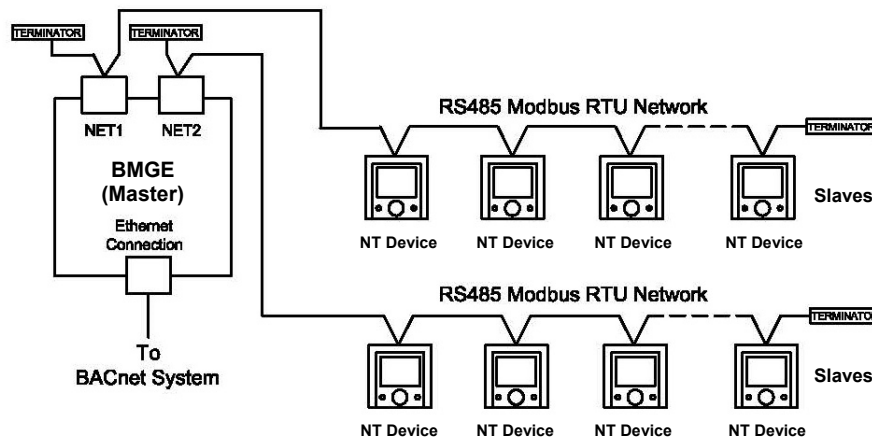 TERMINATOR
TERMINATOR
NET1
NET2
BMGE
(Master)
Ethernet
Connection
To
BACnet System
RS485 Modbus RTU Network
TERMINATOR
NT Device
NT Device
NT Device
NT Device
Slaves
RS485 Modbus RTU Network
TERMINATOR
NT Device
NT Device
NT Device
NT Device
Slaves